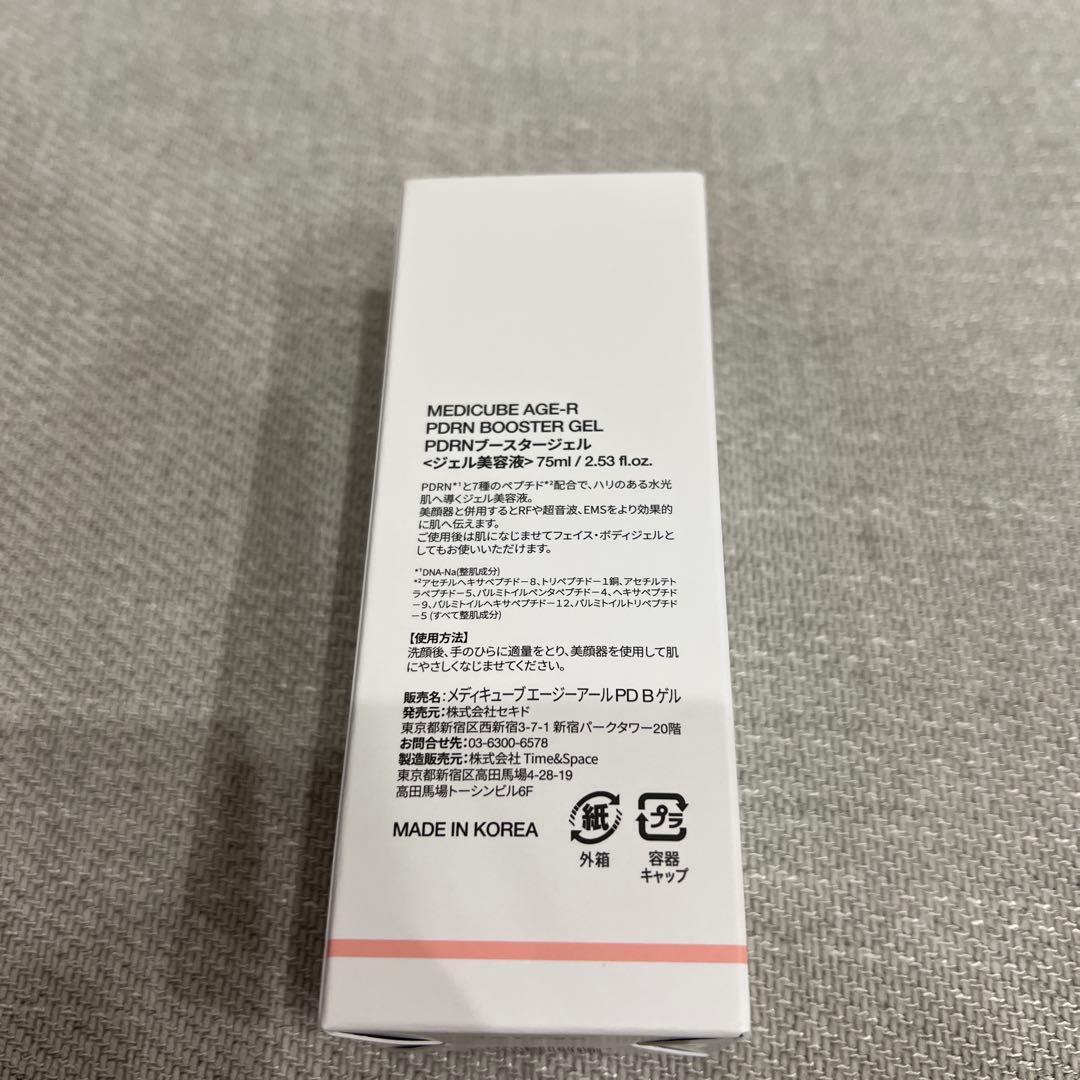 MEDICUBE AGE-R
PDRN BOOSTER GEL
PDRNブースタージェル
<ジェル美容液> 75ml / 2.53 fl.oz.
PDRN*¹と7種のペプチド*²配合で、ハリのある水光
肌へ導くジェル美容液。
美顔器と併用するとRFや超音波、EMSをより効果的
に肌へ伝えます。
ご使用後は肌になじませてフェイス・ボディジェルと
してもお使いいただけます。
*¹DNA-Na(整肌成分)
*²アセチルヘキサペプチド－8、トリペプチド－1銅、アセチルテト
ラペプチド－5、パルミトイルペンタペプチド－4、ヘキサペプチド
－9、パルミトイルヘキサペプチド－12、パルミトイルトリペプチド
－5 (すべて整肌成分)
【使用方法】
洗顔後、手のひらに適量をとり、美顔器を使用して肌
にやさしくなじませてください。
販売名：メディキューブエージーアール PD B ゲル
発売元：株式会社セキド
東京都新宿区西新宿3-7-1 新宿パークタワー20階
お問合せ先：03-6300-6578
製造販売元：株式会社 Time&Space
東京都新宿区高田馬場4-28-19
高田馬場トーシンビル6F
MADE IN KOREA
紙 プラ
外箱 容器
キャップ